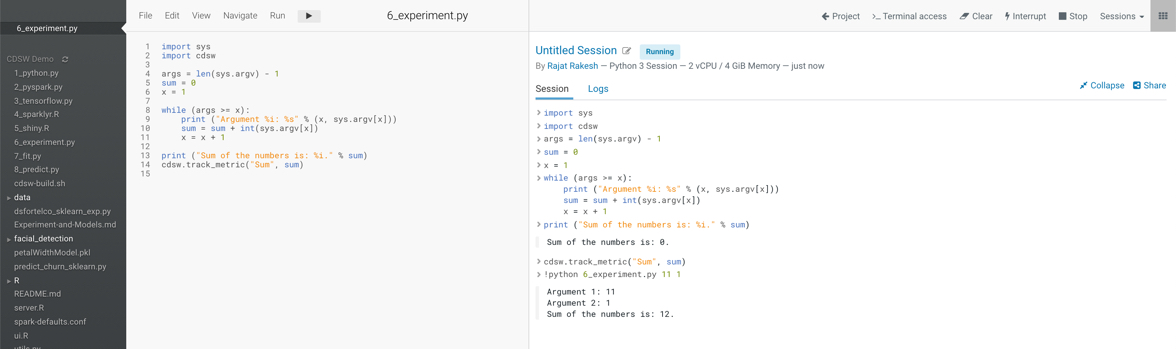 6_experiment.py
CDSW Demo
1_python.py
2_pyspark.py
3_tensorflow.py
4_sparklyr.R
5_shiny.R
6_experiment.py
7_fit.py
8_predict.py
cdsw-build.sh
data
dsfortelco_sklearn_exp.py
Experiment-and-Models.md
facial_detection
petalWidthModel.pkl
predict_churn_sklearn.py
R
README.md
server.R
spark-defaults.conf
ui.R
utils.py
File Edit View Navigate Run 6_experiment.py
1 import sys
2 import cdsw
3
4 args = len(sys.argv) - 1
5 sum = 0
6 x = 1
7
8 while (args >= x):
9     print ("Argument %i: %s" % (x, sys.argv[x]))
10     sum = sum + int(sys.argv[x])
11     x = x + 1
12
13 print ("Sum of the numbers is: %i." % sum)
14 cdsw.track_metric("Sum", sum)
15
Project >_ Terminal access Clear Interrupt Stop Sessions
Untitled Session Running
By Rajat Rakesh — Python 3 Session — 2 vCPU / 4 GiB Memory — just now
Session Logs Collapse Share
> import sys
> import cdsw
> args = len(sys.argv) - 1
> sum = 0
> x = 1
> while (args >= x):
    print ("Argument %i: %s" % (x, sys.argv[x]))
    sum = sum + int(sys.argv[x])
    x = x + 1
> print ("Sum of the numbers is: %i." % sum)
Sum of the numbers is: 0.
> cdsw.track_metric("Sum", sum)
> !python 6_experiment.py 11 1
Argument 1: 11
Argument 2: 1
Sum of the numbers is: 12.